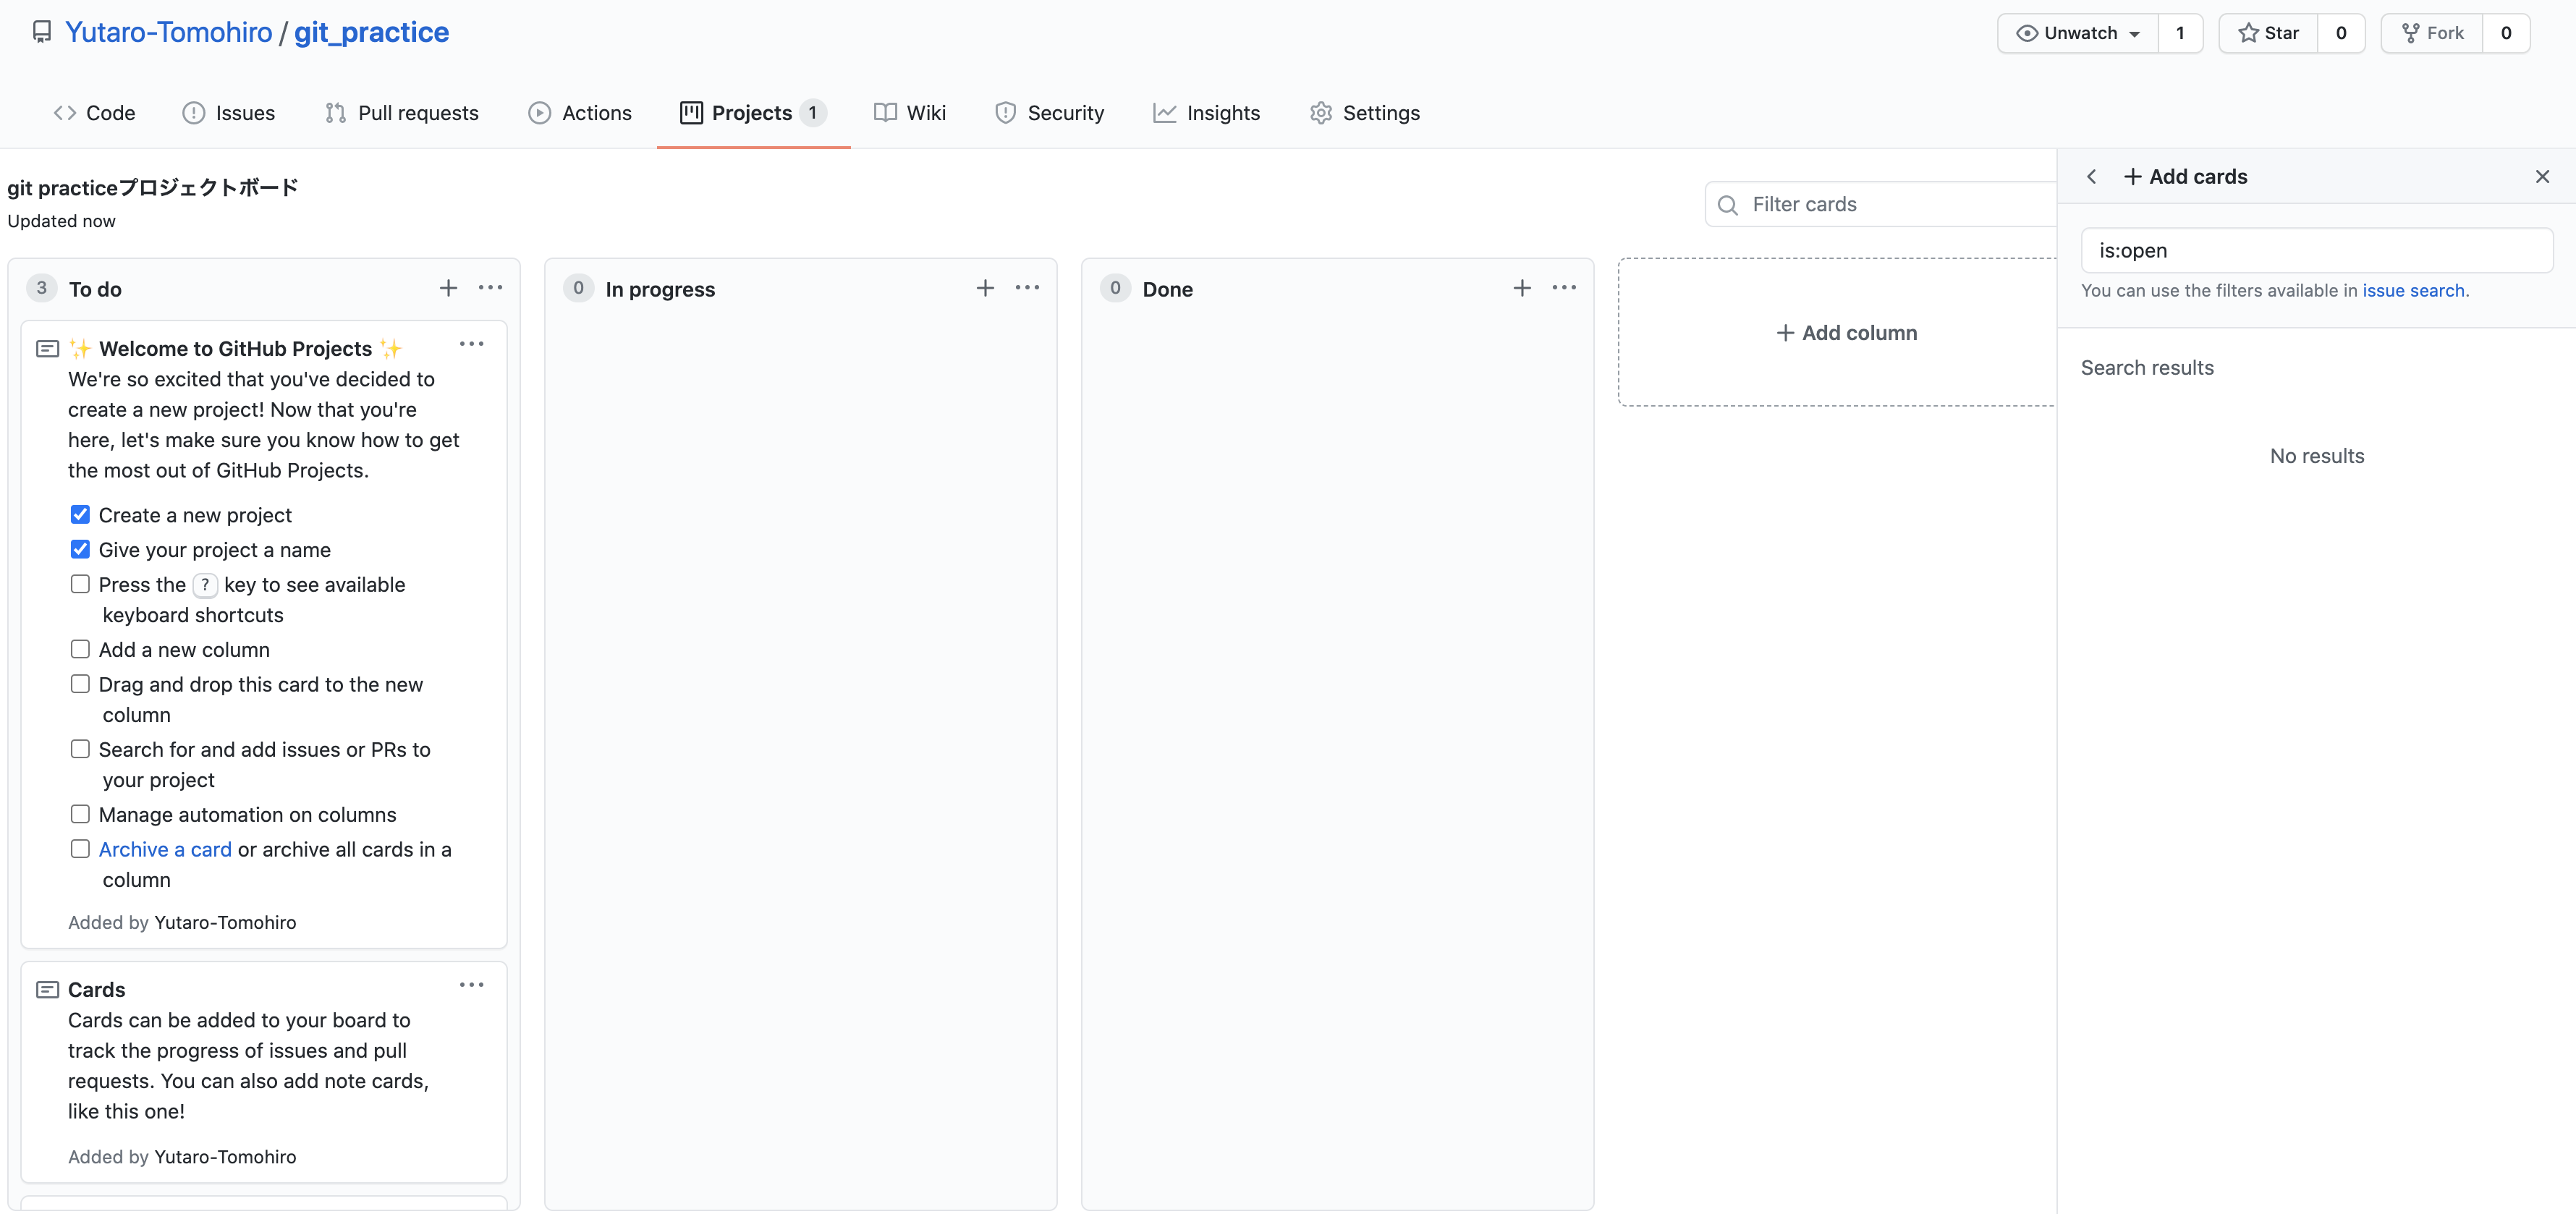 Yutaro-Tomohiro / git_practice
Unwatch 1
Star 0
Fork 0
Code
Issues
Pull requests
Actions
Projects 1
Wiki
Security
Insights
Settings
git practiceプロジェクトボード
Updated now
Filter cards
3 To do
✨ Welcome to GitHub Projects ✨
We're so excited that you've decided to
create a new project! Now that you're
here, let's make sure you know how to get
the most out of GitHub Projects.
Create a new project
Give your project a name
Press the ? key to see available
keyboard shortcuts
Add a new column
Drag and drop this card to the new
column
Search for and add issues or PRs to
your project
Manage automation on columns
Archive a card or archive all cards in a
column
Added by Yutaro-Tomohiro
Cards
Cards can be added to your board to
track the progress of issues and pull
requests. You can also add note cards,
like this one!
Added by Yutaro-Tomohiro
0 In progress
0 Done
Add column
Add cards
is:open
You can use the filters available in issue search.
Search results
No results